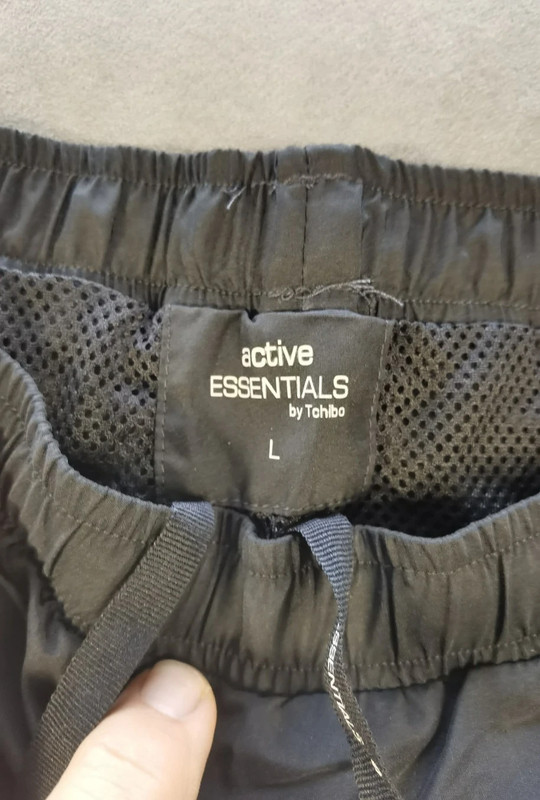 active
ESSENTIALS
by Tchibo
L